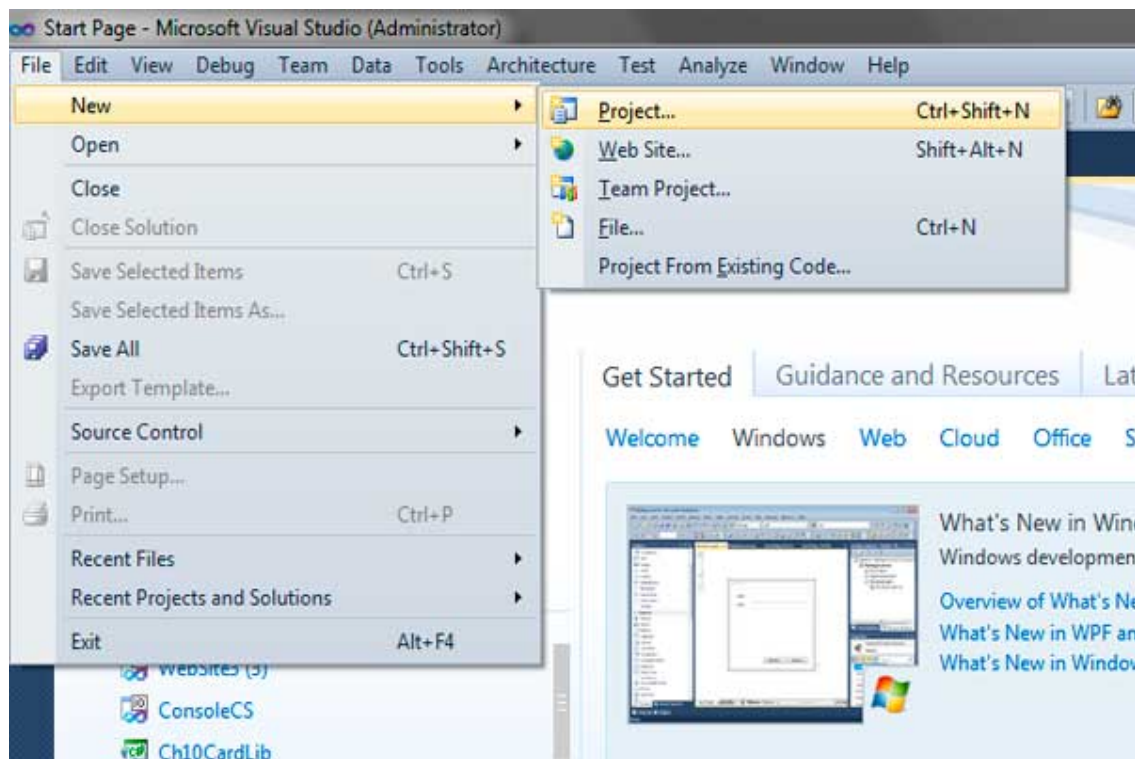 Start Page - Microsoft Visual Studio (Administrator)
File Edit View Debug Team Data Tools Architecture Test Analyze Window Help
New
Open
Close
Close Solution
Save Selected Items Ctrl+S
Save Selected Items As...
Save All Ctrl+Shift+S
Export Template...
Source Control
Page Setup...
Print... Ctrl+P
Recent Files
Recent Projects and Solutions
Exit Alt+F4
Project... Ctrl+Shift+N
Web Site... Shift+Alt+N
Team Project...
File... Ctrl+N
Project From Existing Code...
Get Started Guidance and Resources Lat
Welcome Windows Web Cloud Office S
What's New in Win
Windows developmen
Overview of What's Ne
What's New in WPF an
What's New in Window
WebSite3 (3)
ConsoleCS
Ch10CardLib